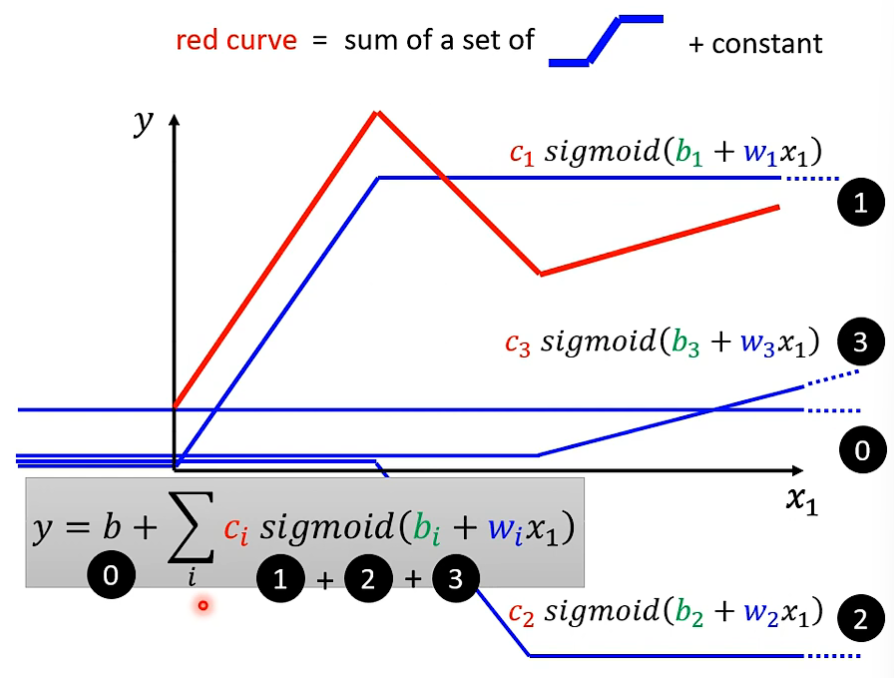 red curve = sum of a set of + constant
y
c₁ sigmoid(b₁ + w₁x₁)
1
c₃ sigmoid(b₃ + w₃x₁)
3
0
x₁
y = b + ∑ᵢ cᵢ sigmoid(bᵢ + wᵢx₁)
0 1 + 2 + 3
c₂ sigmoid(b₂ + w₂x₁)
2